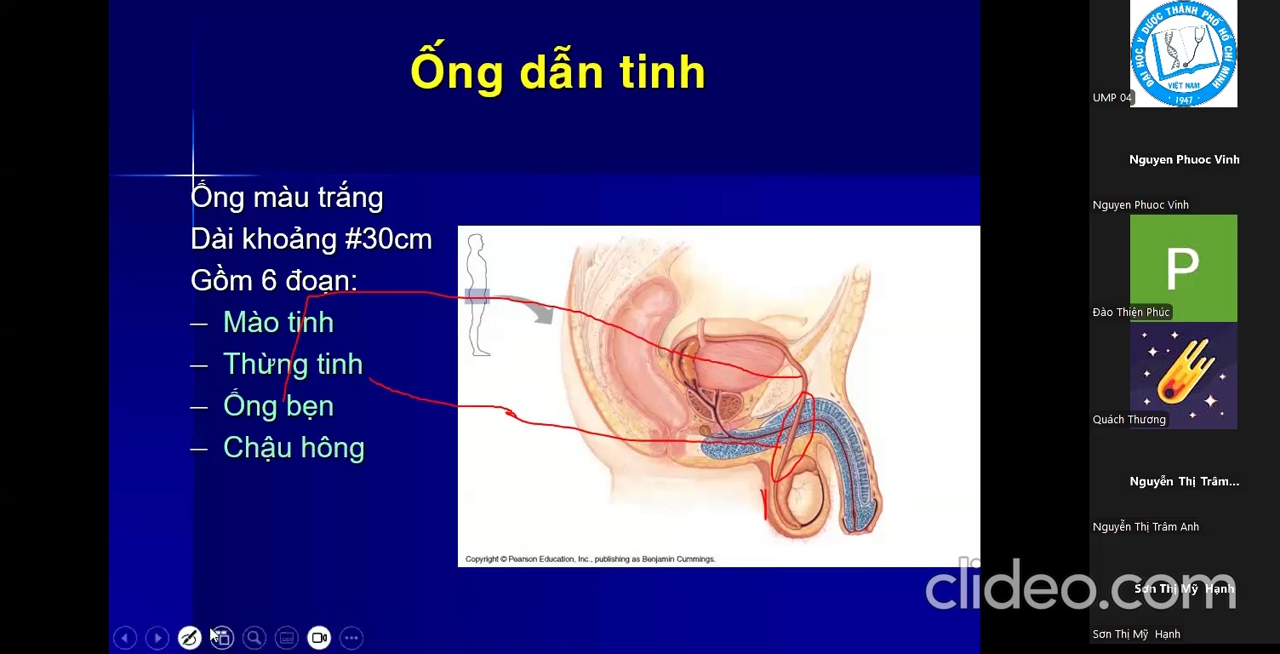 Ống dẫn tinh
Ống màu trắng
Dài khoảng #30cm
Gồm 6 đoạn:
– Mào tinh
– Thừng tinh
– Ống bẹn
– Chậu hông
Copyright © Pearson Education, Inc., publishing as Benjamin Cummings.
ĐẠI HỌC Y DƯỢC THÀNH PHỐ HỒ CHÍ MINH
VIỆT NAM
1947
UMP 04
Nguyen Phuoc Vinh
Nguyen Phuoc Vinh
P
Đào Thiện Phúc
Quách Thương
Nguyễn Thị Trâm...
Nguyễn Thị Trâm Anh
clideo.com
Sơn Thị Mỹ Hạnh
Sơn Thị Mỹ Hạnh